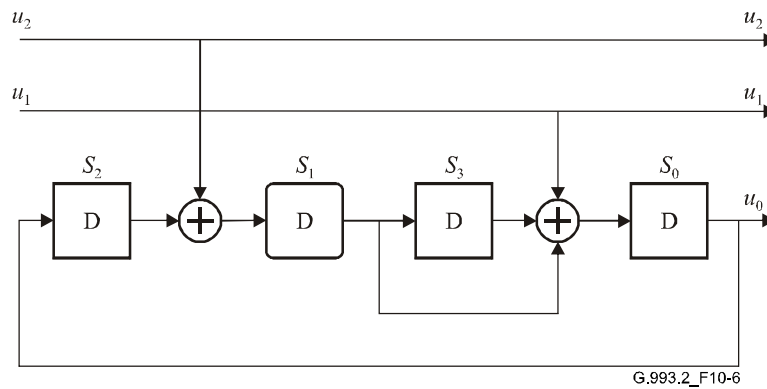 u2 u2
u1 u1
S2 S1 S3 S0
D D D D u0
G.993.2_F10-6